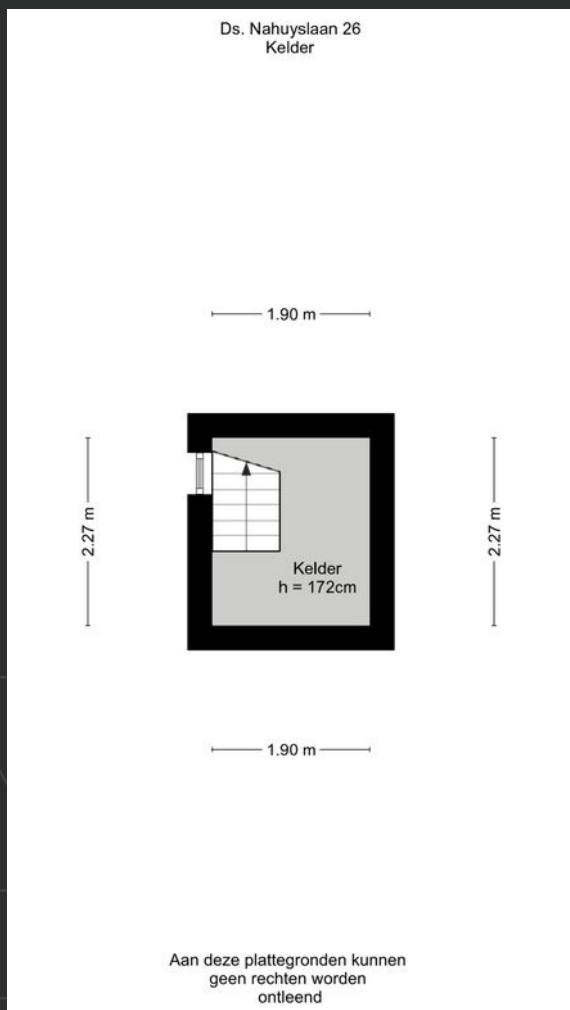 Ds. Nahuyslaan 26
Kelder
1.90 m
2.27 m
2.27 m
Kelder
h = 172cm
1.90 m
Aan deze plattegronden kunnen
geen rechten worden
ontleend